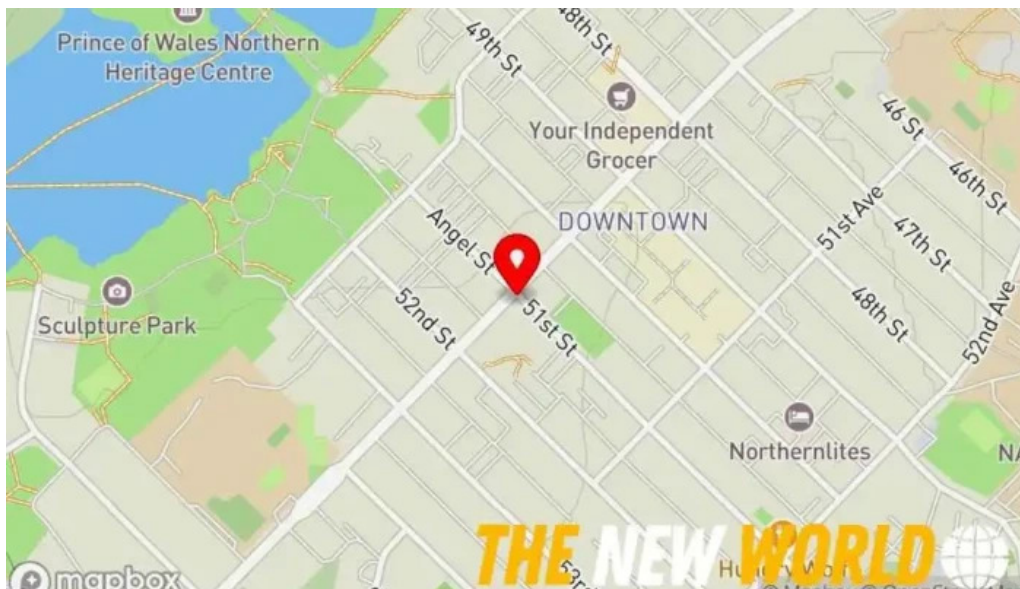 Prince of Wales Northern
Heritage Centre
48th St
49th St
Your Independent
Grocer
46 St
46th St
DOWNTOWN
51st Ave
47th St
Angel St
52nd St
51st St
48th St
52nd Ave
Sculpture Park
Northernlites
THE NEW WORLD
mapbox